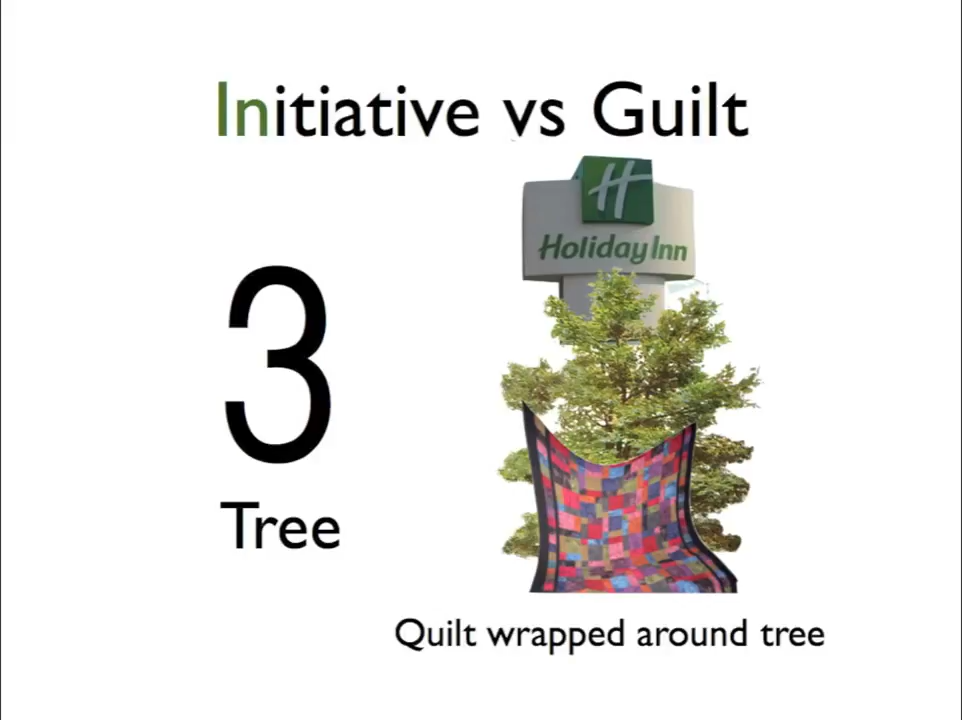 Initiative vs Guilt
H
Holiday Inn
3
Tree
Quilt wrapped around tree